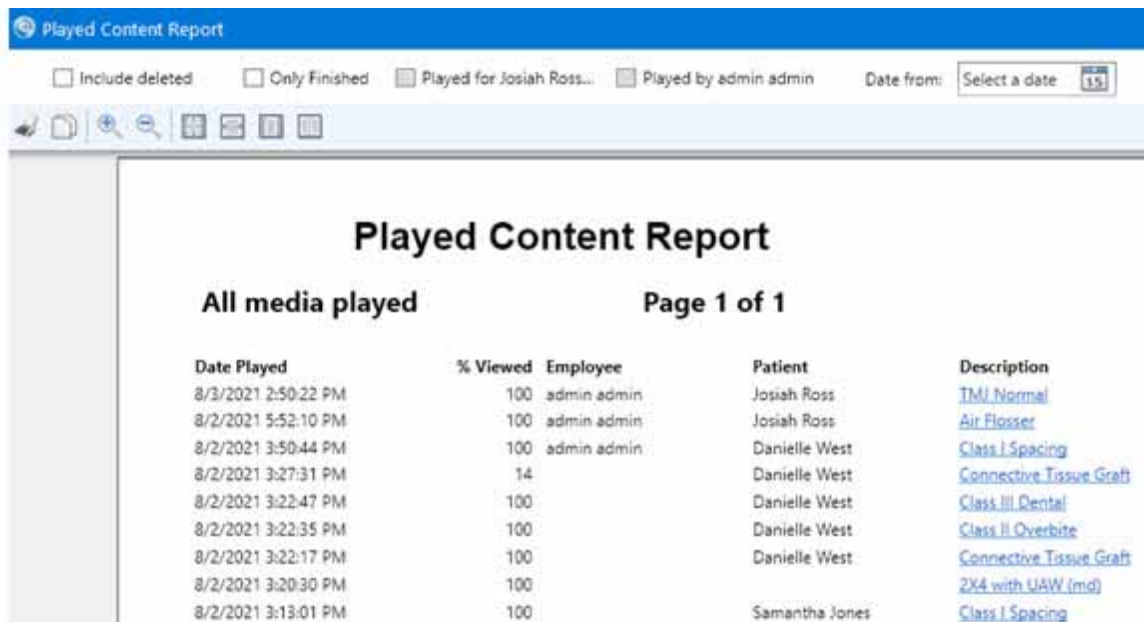 Played Content Report
Include deleted Only Finished Played for Josiah Ross... Played by admin admin Date from: Select a date 15
Played Content Report
All media played Page 1 of 1
Date Played % Viewed Employee Patient Description
8/3/2021 2:50:22 PM 100 admin admin Josiah Ross TMJ Normal
8/2/2021 5:52:10 PM 100 admin admin Josiah Ross Air Flosser
8/2/2021 3:50:44 PM 100 admin admin Danielle West Class I Spacing
8/2/2021 3:27:31 PM 14 Danielle West Connective Tissue Graft
8/2/2021 3:22:47 PM 100 Danielle West Class III Dental
8/2/2021 3:22:35 PM 100 Danielle West Class II Overbite
8/2/2021 3:22:17 PM 100 Danielle West Connective Tissue Graft
8/2/2021 3:20:30 PM 100 2X4 with UAW (md)
8/2/2021 3:13:01 PM 100 Samantha Jones Class I Spacing